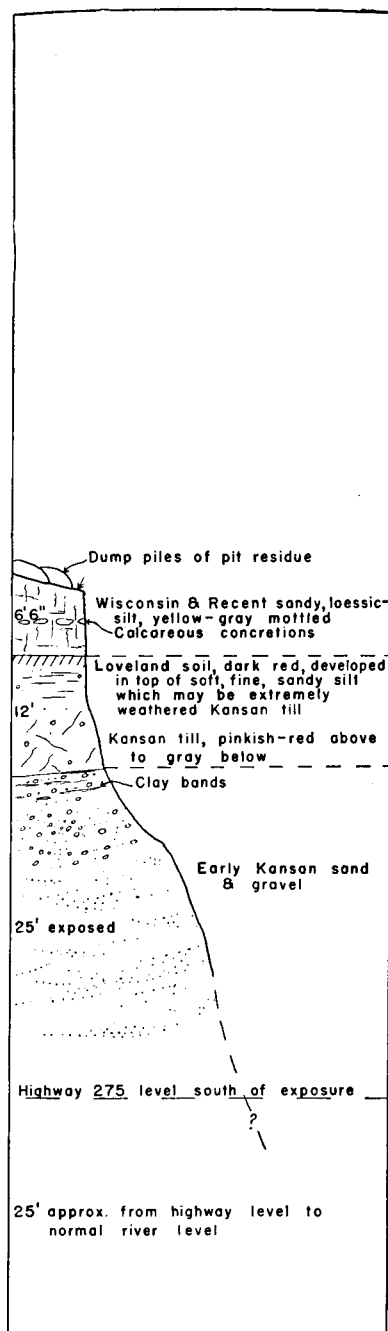 Dump piles of pit residue
6'6"
Wisconsin & Recent sandy, loessic-
silt, yellow-gray mottled
Calcareous concretions
Loveland soil, dark red, developed
in top of soft, fine, sandy silt
which may be extremely
weathered Kansan till
12'
Kansan till, pinkish-red above
to gray below
Clay bands
Early Kansan sand
& gravel
25' exposed
Highway 275 level south of exposure
?
25' approx. from highway level to
normal river level